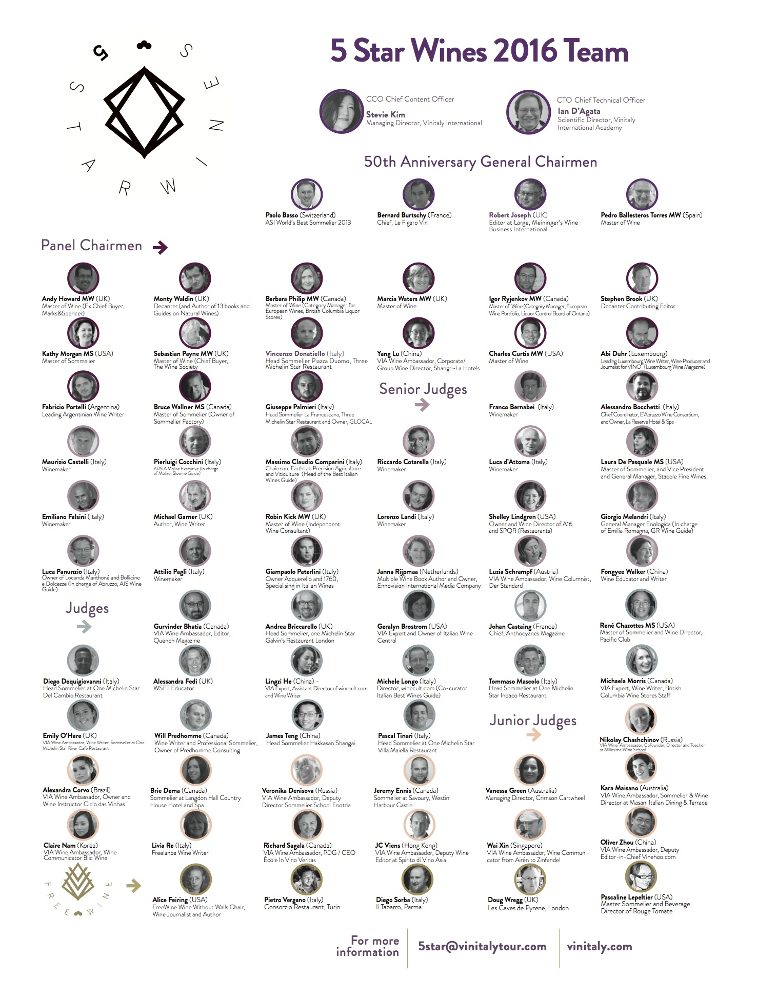 5 STAR WINES
5 Star Wines 2016 Team
CCO Chief Content Officer
Stevie Kim
Managing Director, Vinitaly International
CTO Chief Technical Officer
Ian D'Agata
Scientific Director, Vinitaly
International Academy
50th Anniversary General Chairmen
Paolo Basso (Switzerland)
ASI World's Best Sommelier 2013
Bernard Burtschy (France)
Chief, Le Figaro Vin
Robert Joseph (UK)
Editor at Large, Meininger's Wine
Business International
Pedro Ballesteros Torres MW (Spain)
Master of Wine
Panel Chairmen
Andy Howard MW (UK)
Master of Wine (Ex Chief Buyer,
Marks&Spencer)
Monty Waldin (UK)
Decanter (and Author of 13 books and
Guides on Natural Wines)
Barbara Philip MW (Canada)
Master of Wine (Category Manager for
European Wines, British Columbia Liquor
Stores)
Marcia Waters MW (UK)
Master of Wine
Igor Ryjenkov MW (Canada)
Master of Wine (Category Manager, European
Wine Portfolio, Liquor Control Board of Ontario)
Stephen Brook (UK)
Decanter Contributing Editor
Kathy Morgan MS (USA)
Master of Sommelier
Sebastian Payne MW (UK)
Master of Wine (Chief Buyer,
The Wine Society
Vincenzo Donatiello (Italy)
Head Sommelier Piazza Duomo, Three
Michelin Star Restaurant
Yang Lu (China)
VIA Wine Ambassador, Corporate/
Group Wine Director, Shangri-La Hotels
Charles Curtis MW (USA)
Master of Wine
Abi Duhr (Luxembourg)
Leading Luxembourg Wine Writer, Wine Producer and
Journalist for VINO (Luxembourg Wine Magazine)
Fabricio Portelli (Argentina)
Leading Argentinian Wine Writer
Bruce Wallner MS (Canada)
Master of Sommelier (Owner of
Sommelier Factory)
Giuseppe Palmieri (Italy)
Head Sommelier La Francescana, Three
Michelin Star Restaurant and Owner, GLOCAL
Senior Judges
Franco Bernabei (Italy)
Winemaker
Alessandro Bocchetti (Italy)
Chief Coordinator, E'Abruzzo Wine Consortium,
and Owner, La Reserve Hotel & Spa
Maurizio Castelli (Italy)
Winemaker
Pierluigi Cocchini (Italy)
ARSIA Molise Executive (In charge
of Molise, Slowine Guide)
Massimo Claudio Comparini (Italy)
Chairman, EarthLab Precision Agriculture
and Viticulture (Head of the Best Italian
Wines Guide)
Riccardo Cotarella (Italy)
Winemaker
Luca d'Attoma (Italy)
Winemaker
Laura De Pasquale MS (USA)
Master of Sommelier, and Vice President
and General Manager, Stacole Fine Wines
Emiliano Falsini (Italy)
Winemaker
Michael Garner (UK)
Author, Wine Writer
Robin Kick MW (UK)
Master of Wine (Independent
Wine Consultant)
Lorenzo Landi (Italy)
Winemaker
Shelley Lindgren (USA)
Owner and Wine Director of A16
and SPQR (Restaurants)
Giorgio Melandri (Italy)
General Manager Enologica (In charge
of Emilia Romagna, GR Wine Guide)
Luca Panunzio (Italy)
Owner of Locanda Manthoné and Bollicine
e Dolcezze (In charge of Abruzzo, AIS Wine
Guide)
Attilio Pagli (Italy)
Winemaker
Giampaolo Paterlini (Italy)
Owner Acquerello and 1760,
Specialising in Italian Wines
Janna Rijpmaa (Netherlands)
Multiple Wine Book Author and Owner,
Ennovision International Media Company
Luzia Schrampf (Austria)
VIA Wine Ambassador, Wine Columnist,
Der Standard
Fongyee Walker (China)
Wine Educator and Writer
Judges
Gurvinder Bhatia (Canada)
VIA Wine Ambassador, Editor,
Quench Magazine
Andrea Briccarello (UK)
Head Sommelier, one Michelin Star
Galvin's Restaurant London
Geralyn Brostrom (USA)
VIA Expert and Owner of Italian Wine
Central
Johan Castaing (France)
Chief, Anthocyanes Magazine
René Chazottes MS (USA)
Master of Sommelier and Wine Director,
Pacific Club
Diego Dequigiovanni (Italy)
Head Sommelier at One Michelin Star
Del Cambio Restaurant
Alessandra Fedi (UK)
WSET Educator
Lingzi He (China) -
VIA Expert, Assistant Director of winecult.com
and Wine Writer
Michele Longo (Italy)
Director, winecult.com (Co-curator
Italian Best Wines Guide)
Tommaso Mascolo (Italy)
Head Sommelier at One Michelin
Star Indaco Restaurant
Michaela Morris (Canada)
VIA Expert, Wine Writer, British
Columbia Wine Stores Staff
Emily O'Hare (UK)
VIA Wine Ambassador, Wine Writer, Sommelier at One
Michelin Star River Café Restaurant
Will Predhomme (Canada)
Wine Writer and Professional Sommelier,
Owner of Predhomme Consulting
James Teng (China)
Head Sommelier Hakkasan Shangai
Pascal Tinari (Italy)
Head Sommelier at One Michelin Star
Villa Maiella Restaurant
Junior Judges
Nikolay Chashchinov (Russia)
VIA Wine Ambassador, Cofounder, Director and Teacher
at Millesime Wine School
Alexandra Corvo (Brazil)
VIA Wine Ambassador, Owner and
Wine Instructor Ciclo das Vinhas
Brie Dema (Canada)
Sommelier at Langdon Hall Country
House Hotel and Spa
Veronika Denisova (Russia)
VIA Wine Ambassador, Deputy
Director Sommelier School Enotria
Jeremy Ennis (Canada)
Sommelier at Savoury, Westin
Harbour Castle
Vanessa Green (Australia)
Managing Director, Crimson Cartwheel
Kara Maisano (Australia)
VIA Wine Ambassador, Sommelier & Wine
Director at Masani Italian Dining & Terrace
Claire Nam (Korea)
VIA Wine Ambassador, Wine
Communicator Blic Wine
Livia Re (Italy)
Freelance Wine Writer
Richard Sagala (Canada)
VIA Wine Ambassador, PDG / CEO
École In Vino Veritas
JC Viens (Hong Kong)
VIA Wine Ambassador, Deputy Wine
Editor at Spirito di Vino Asia
Wai Xin (Singapore)
VIA Wine Ambassador, Wine Communi-
cator from Airén to Zinfandel
Oliver Zhou (China)
VIA Wine Ambassador, Deputy
Editor-in-Chief Vinehoo.com
FREE WINE
Alice Feiring (USA)
FreeWine Wine Without Walls Chair,
Wine Journalist and Author
Pietro Vergano (Italy)
Consorzio Restaurant, Turin
Diego Sorba (Italy)
Il Tabarro, Parma
Doug Wregg (UK)
Les Caves de Pyrene, London
Pascaline Lepeltier (USA)
Master Sommelier and Beverage
Director of Rouge Tomate
For more
information
5star@vinitalytour.com
vinitaly.com